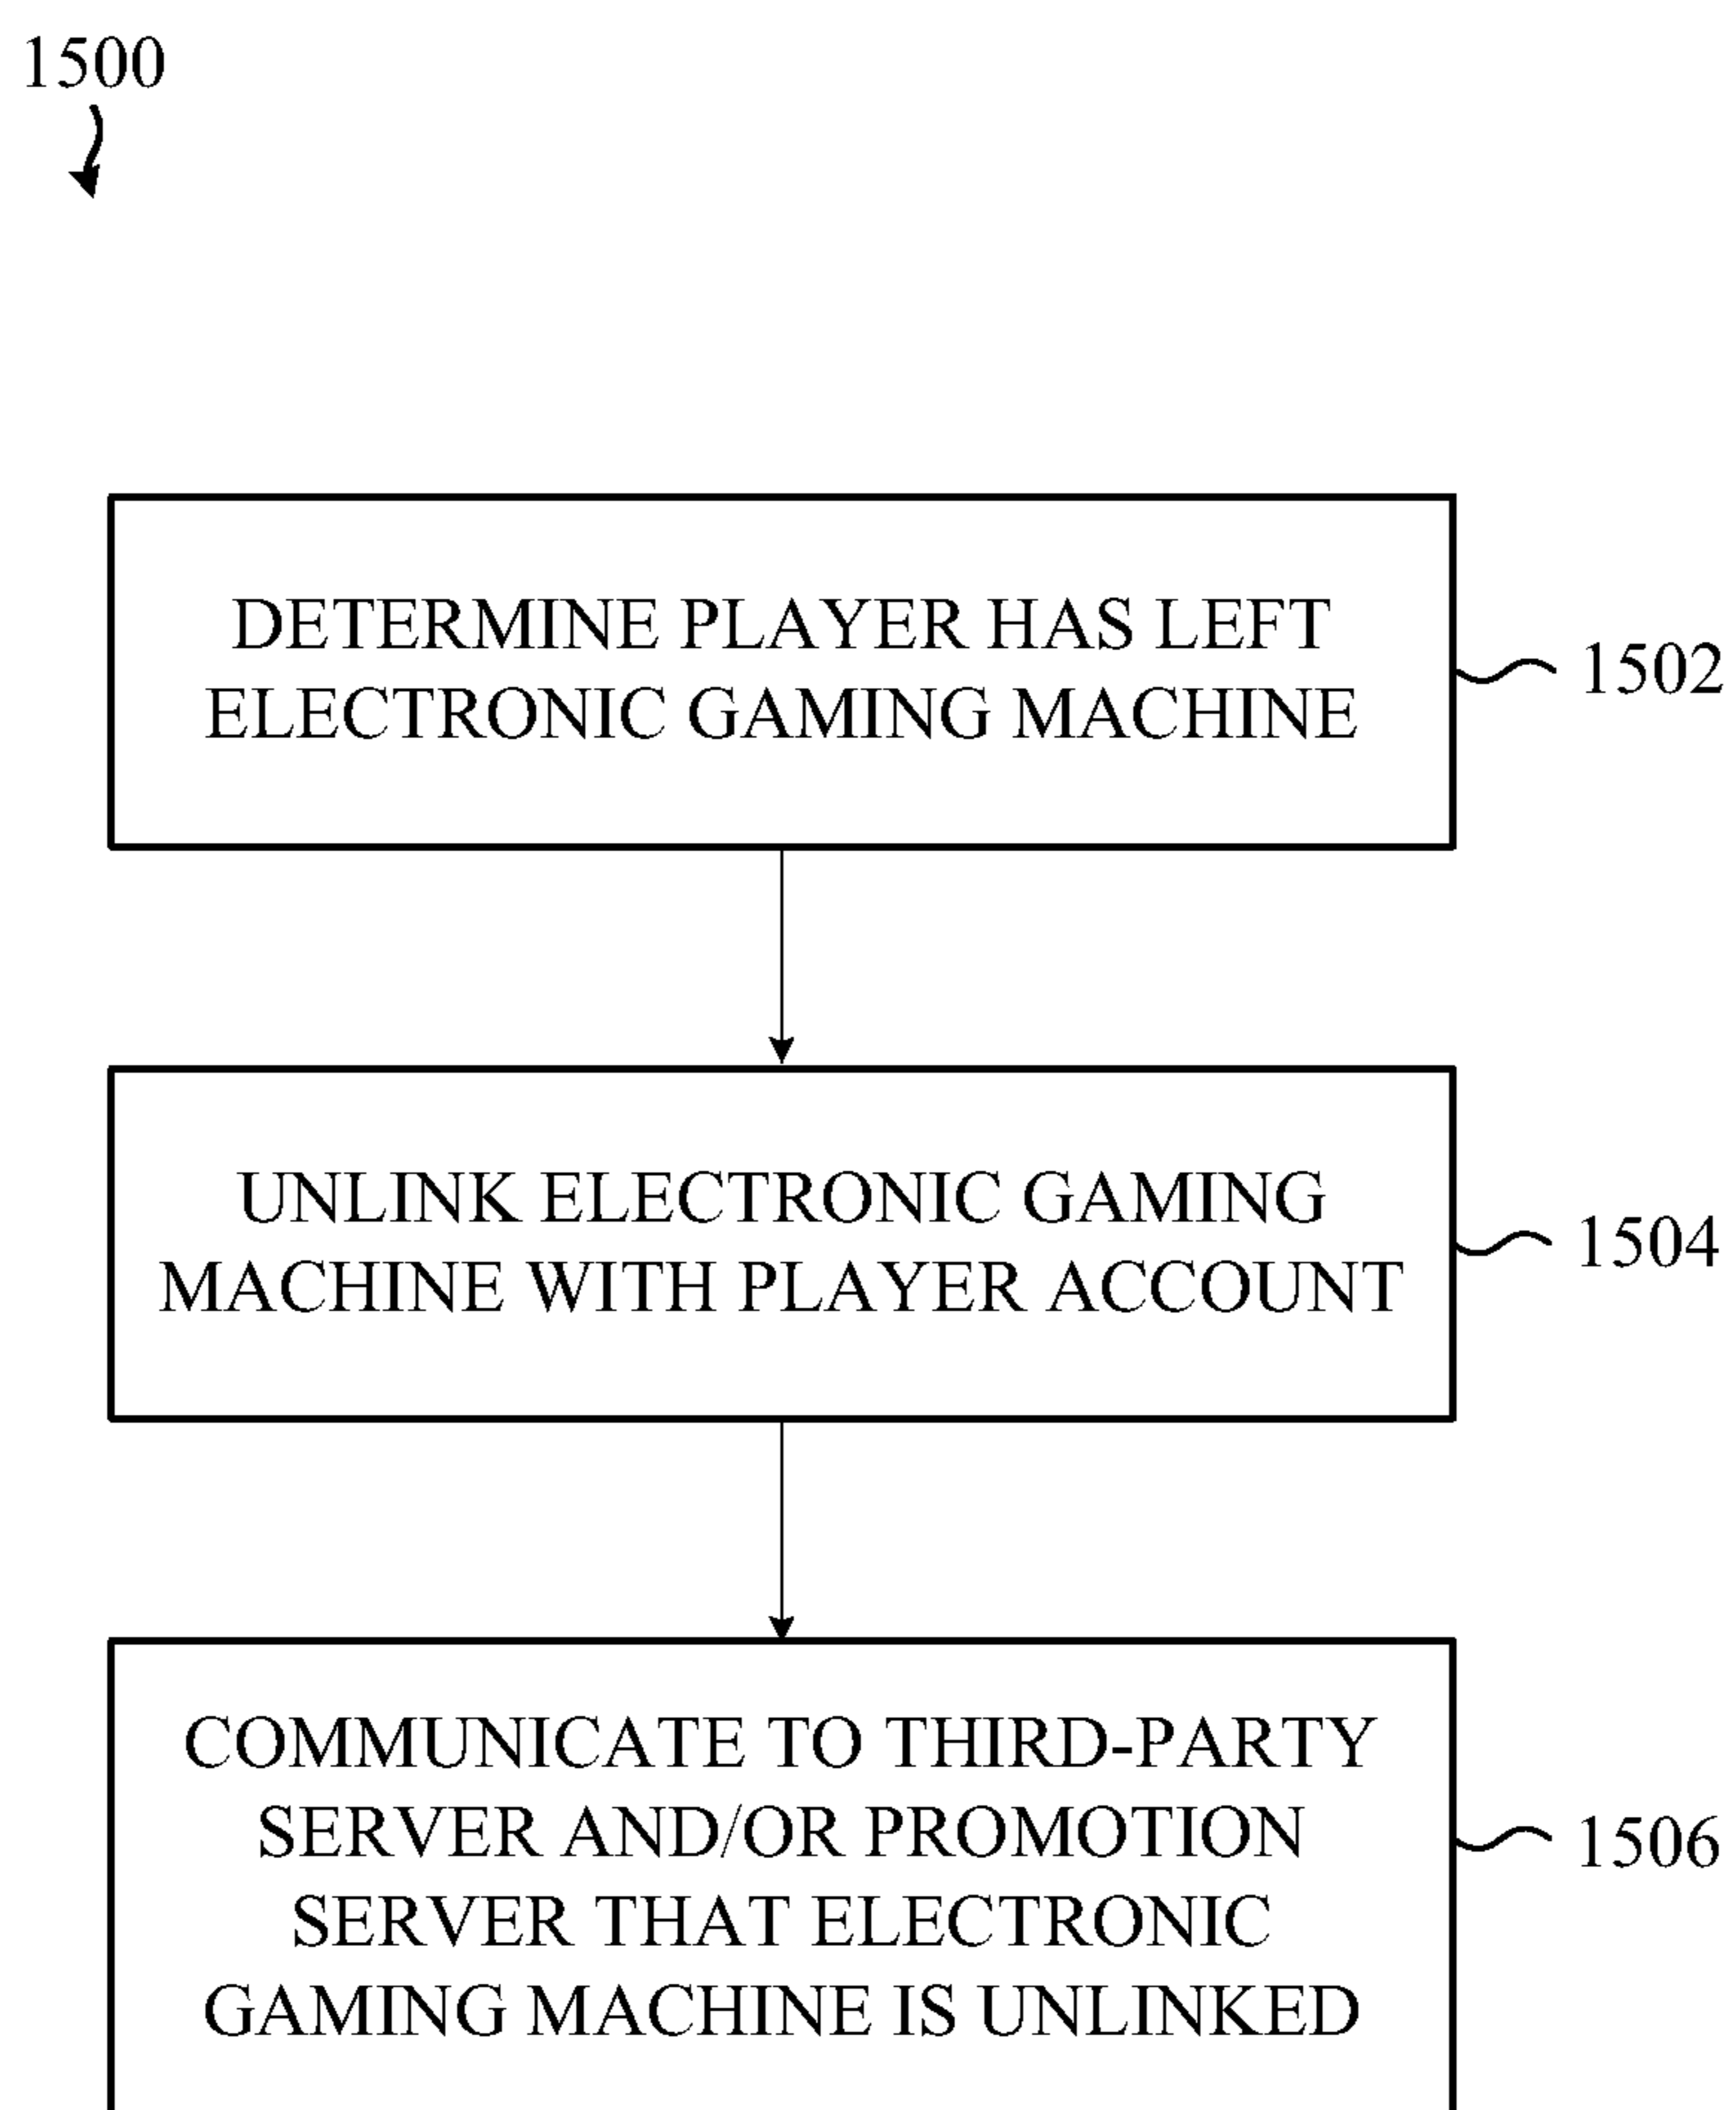 1500
DETERMINE PLAYER HAS LEFT
ELECTRONIC GAMING MACHINE
1502
UNLINK ELECTRONIC GAMING
MACHINE WITH PLAYER ACCOUNT
1504
COMMUNICATE TO THIRD-PARTY
SERVER AND/OR PROMOTION
SERVER THAT ELECTRONIC
GAMING MACHINE IS UNLINKED
1506